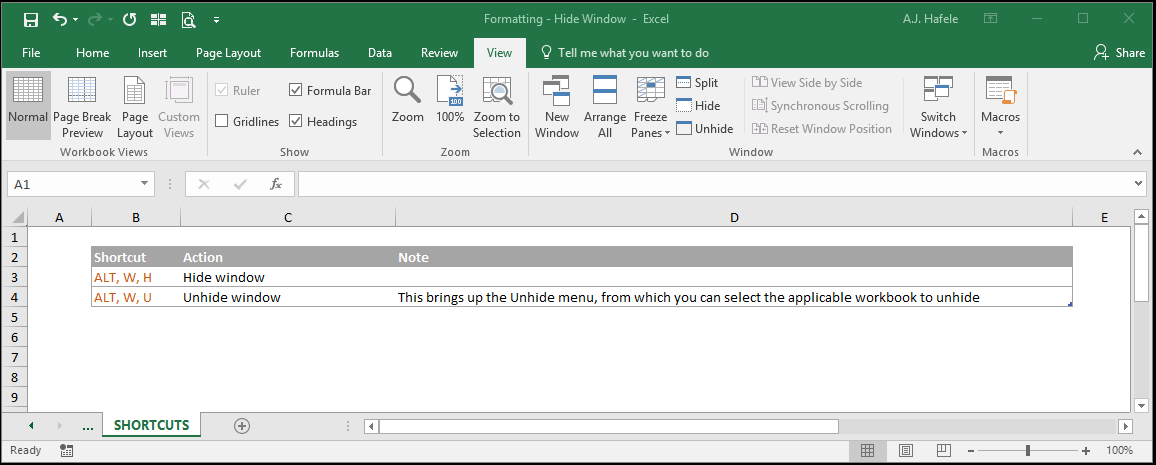 Formatting - Hide Window - Excel
A.J. Hafele
File Home Insert Page Layout Formulas Data Review View Tell me what you want to do Share
Normal
Page Break Preview
Page Layout
Custom Views
Workbook Views
Ruler
Formula Bar
Gridlines
Headings
Show
Zoom
100
100%
Zoom to Selection
Zoom
New Window
Arrange All
Freeze Panes
Split
Hide
Unhide
View Side by Side
Synchronous Scrolling
Reset Window Position
Switch Windows
Window
Macros
Macros
A1
fx
A B C D E
1
2 Shortcut Action Note
3 ALT, W, H Hide window
4 ALT, W, U Unhide window This brings up the Unhide menu, from which you can select the applicable workbook to unhide
5
6
7
8
9
... SHORTCUTS
Ready
100%